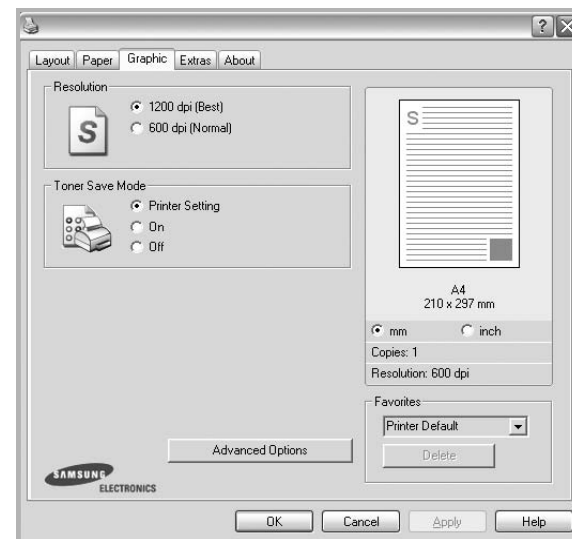 Layout Paper Graphic Extras About
Resolution
1200 dpi (Best)
600 dpi (Normal)
S
Toner Save Mode
Printer Setting
On
Off
S
A4
210 x 297 mm
mm inch
Copies: 1
Resolution: 600 dpi
Favorites
Printer Default
Delete
Advanced Options
SAMSUNG
ELECTRONICS
OK Cancel Apply Help